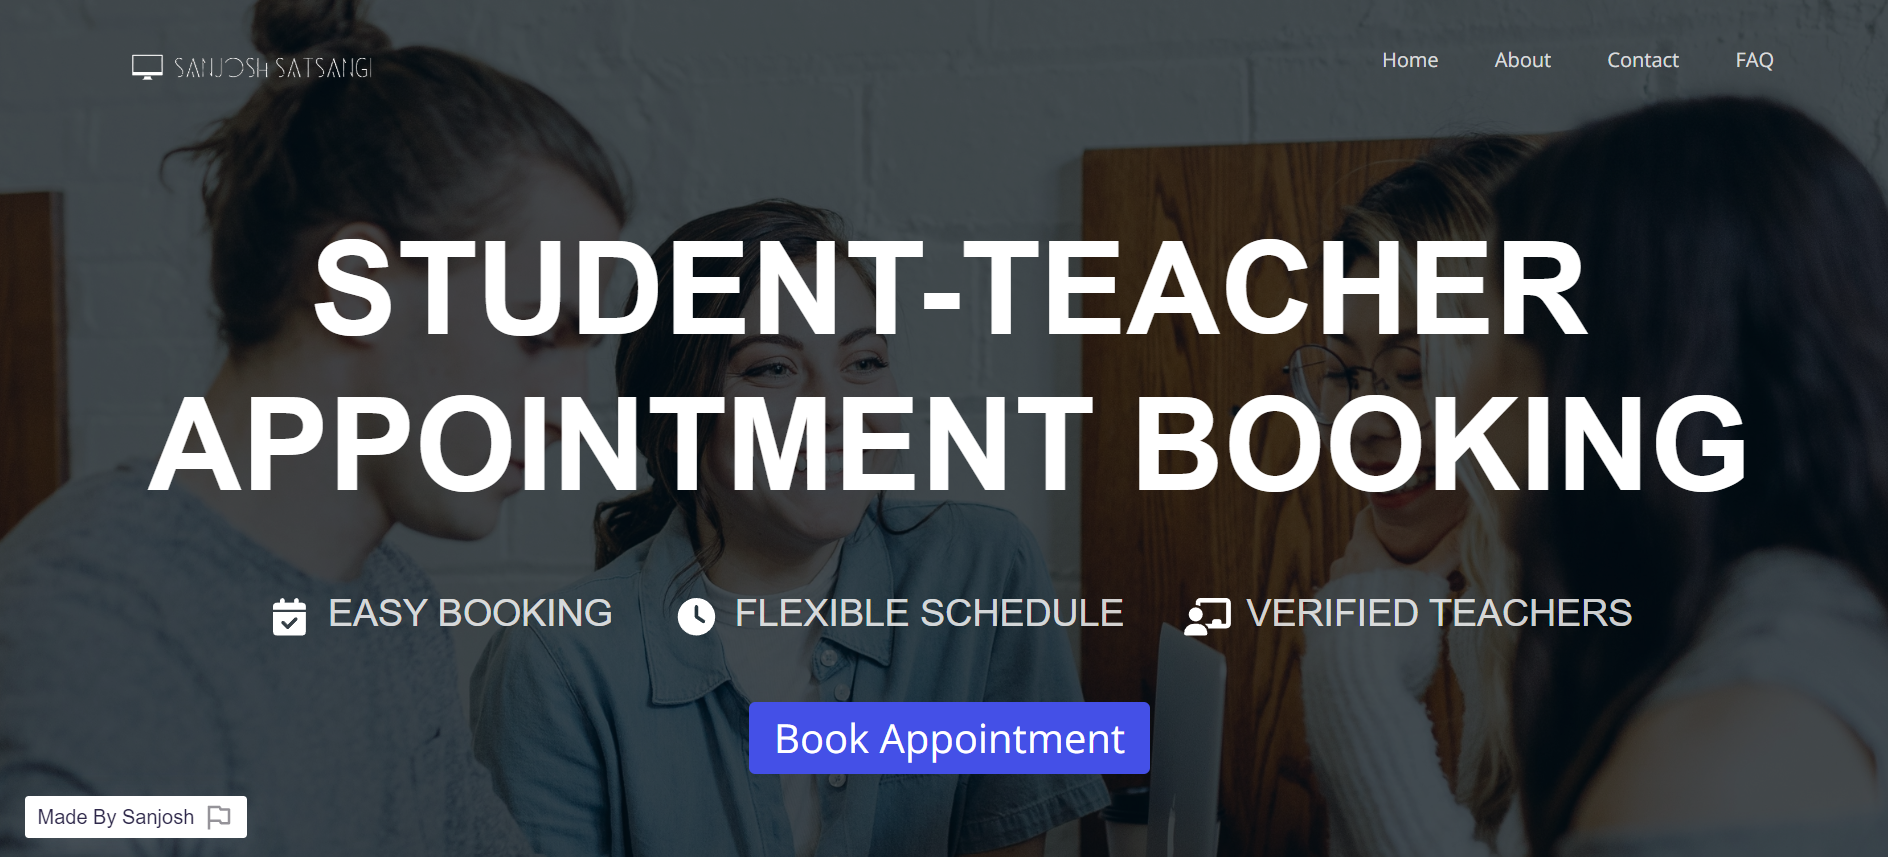 SANJOSH SATSANGI
Home About Contact FAQ
STUDENT-TEACHER
APPOINTMENT BOOKING
EASY BOOKING FLEXIBLE SCHEDULE VERIFIED TEACHERS
Book Appointment
Made By Sanjosh